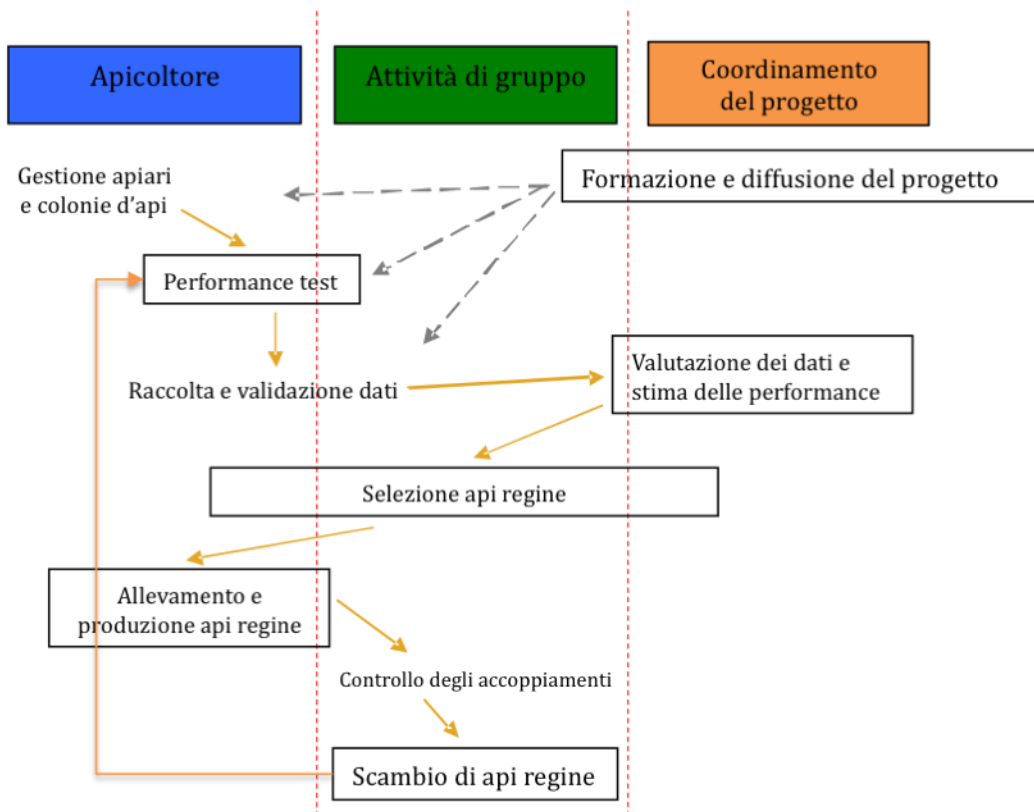 Apicoltore
Attività di gruppo
Coordinamento
del progetto
Gestione apiari
e colonie d'api
Formazione e diffusione del progetto
Performance test
Raccolta e validazione dati
Valutazione dei dati e
stima delle performance
Selezione api regine
Allevamento e
produzione api regine
Controllo degli accoppiamenti
Scambio di api regine